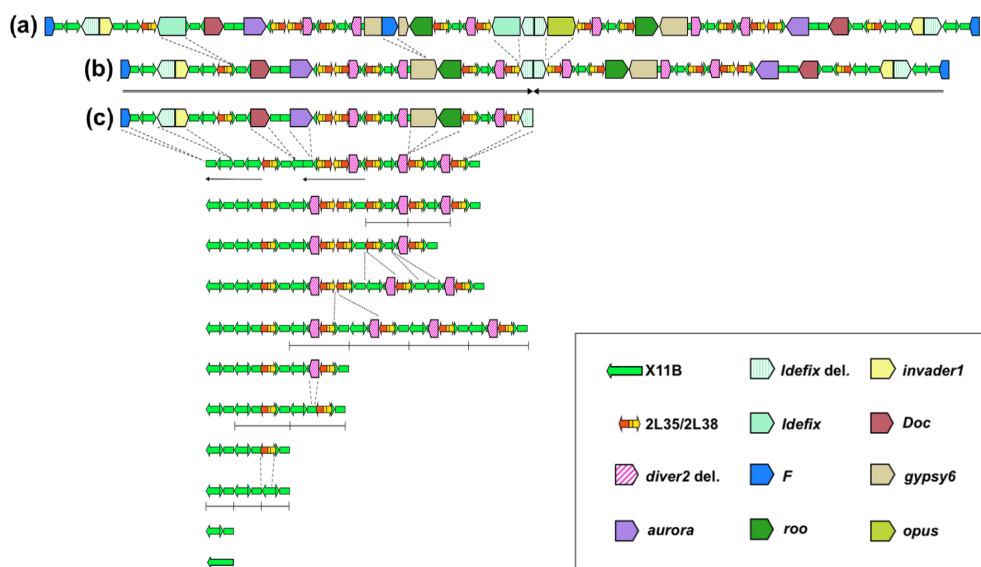 (a)
(b)
(c)
X11B
Idefix del.
invader1
2L35/2L38
Idefix
Doc
diver2 del.
F
gypsy6
aurora
roo
opus